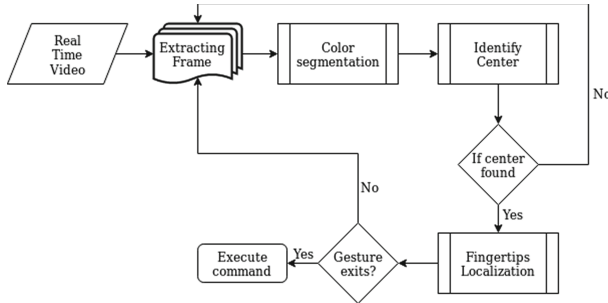 Real
Time
Video
Extracting
Frame
Color
segmentation
Identify
Center
No
If center
found
Yes
No
Fingertips
Localization
Gesture
exits?
Yes
Execute
command